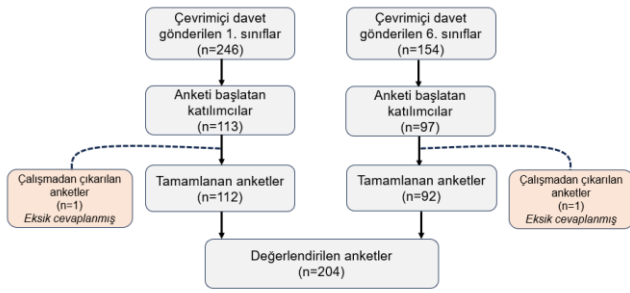 Çevrimiçi davet
gönderilen 1. sınıflar
(n=246)
Çevrimiçi davet
gönderilen 6. sınıflar
(n=154)
Anketi başlatan
katılımcılar
(n=113)
Anketi başlatan
katılımcılar
(n=97)
Çalışmadan çıkarılan
anketler
(n=1)
Eksik cevaplanmış
Tamamlanan anketler
(n=112)
Tamamlanan anketler
(n=92)
Çalışmadan çıkarılan
anketler
(n=1)
Eksik cevaplanmış
Değerlendirilen anketler
(n=204)